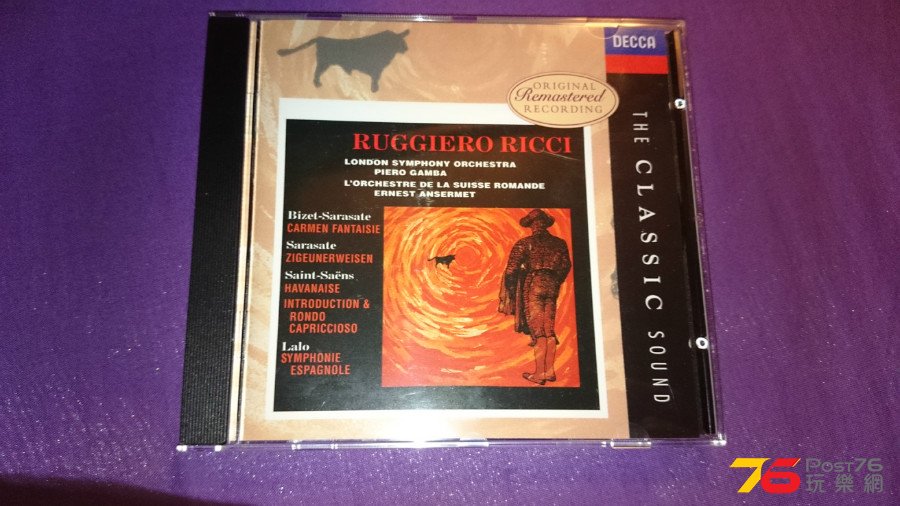 DECCA
ORIGINAL
Remastered
RECORDING
THE CLASSIC SOUND
RUGGIERO RICCI
LONDON SYMPHONY ORCHESTRA
PIERO GAMBA
L'ORCHESTRE DE LA SUISSE ROMANDE
ERNEST ANSERMET
Bizet-Sarasate
CARMEN FANTAISIE
Sarasate
ZIGEUNERWEISEN
Saint-Saëns
HAVANAISE
INTRODUCTION &
RONDO
CAPRICCIOSO
Lalo
SYMPHONIE
ESPAGNOLE
76 Post76
玩樂網